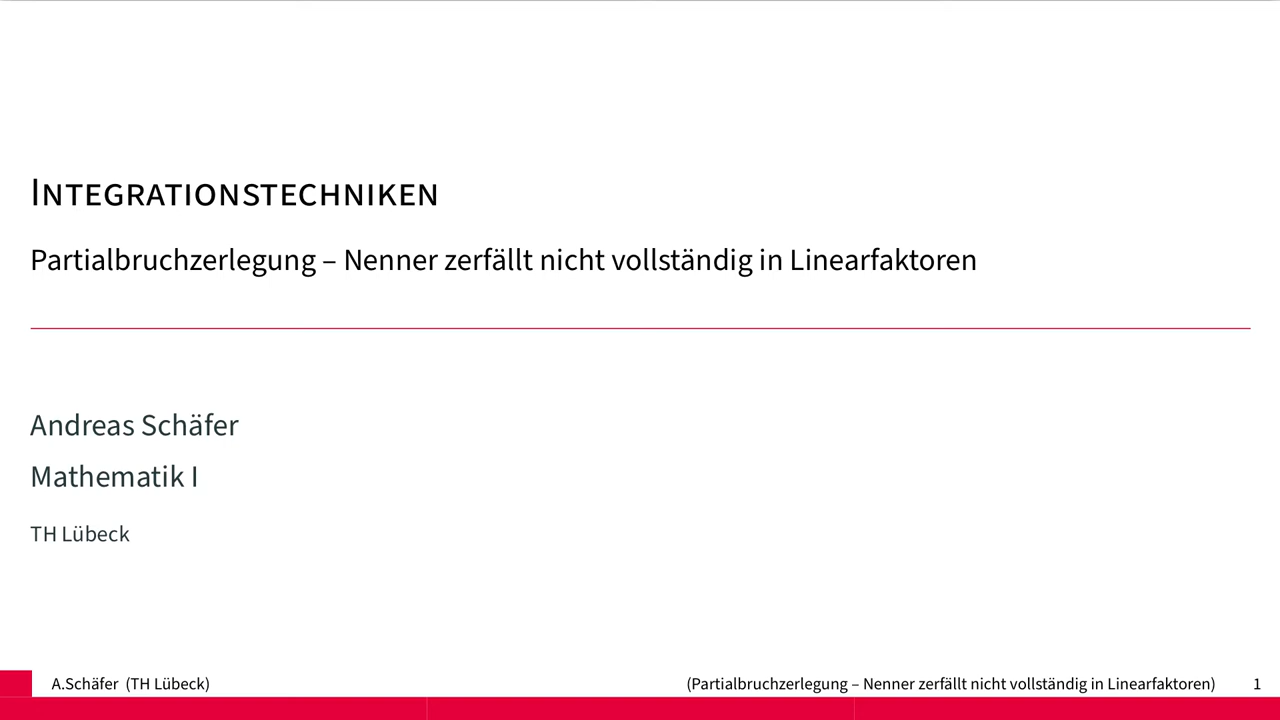 Integrationstechniken
Partialbruchzerlegung – Nenner zerfällt nicht vollständig in Linearfaktoren
Andreas Schäfer
Mathematik I
TH Lübeck
A.Schäfer (TH Lübeck) (Partialbruchzerlegung – Nenner zerfällt nicht vollständig in Linearfaktoren) 1